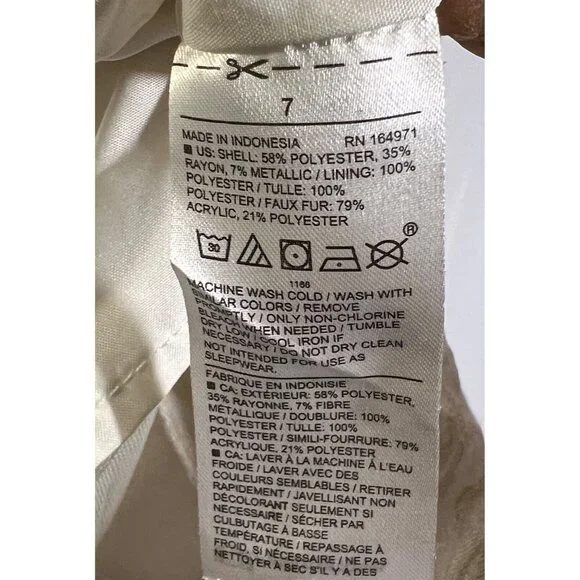 7
MADE IN INDONESIA RN 164971
US: SHELL: 58% POLYESTER, 35%
RAYON, 7% METALLIC / LINING: 100%
POLYESTER / TULLE: 100%
POLYESTER / FAUX FUR: 79%
ACRYLIC, 21% POLYESTER
30 ®
1166
MACHINE WASH COLD / WASH WITH
SIMILAR COLORS / REMOVE
PROMPTLY / ONLY NON-CHLORINE
BLEACH WHEN NEEDED / TUMBLE
DRY LOW / COOL IRON IF
NECESSARY / DO NOT DRY CLEAN
NOT INTENDED FOR USE AS
SLEEPWEAR.
FABRIQUE EN INDONISIE
CA: EXTÉRIEUR: 58% POLYESTER,
35% RAYONNE, 7% FIBRE
MÉTALLIQUE / DOUBLURE: 100%
POLYESTER / TULLE: 100%
POLYESTER / SIMILI-FOURRURE: 79%
ACRYLIQUE, 21% POLYESTER
CA: LAVER À LA MACHINE À L'EAU
FROIDE / LAVER AVEC DES
COULEURS SEMBLABLES / RETIRER
RAPIDEMENT / JAVELLISANT NON
DÉCOLORANT SEULEMENT SI
NÉCESSAIRE / SÉCHER PAR
CULBUTAGE À BASSE
TEMPÉRATURE / REPASSAGE À
FROID, SI NÉCESSAIRE / NE PAS
NETTOYER À SEC S'IL Y A DES